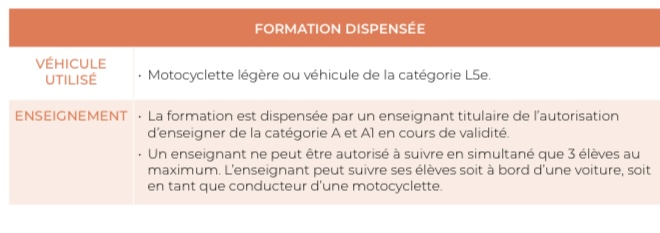 FORMATION DISPENSÉE
VÉHICULE
UTILISÉ
· Motocyclette légère ou véhicule de la catégorie L5e.
ENSEIGNEMENT
· La formation est dispensée par un enseignant titulaire de l'autorisation
d'enseigner de la catégorie A et A1 en cours de validité.
· Un enseignant ne peut être autorisé à suivre en simultané que 3 élèves au
maximum. L'enseignant peut suivre ses élèves soit à bord d'une voiture, soit
en tant que conducteur d'une motocyclette.